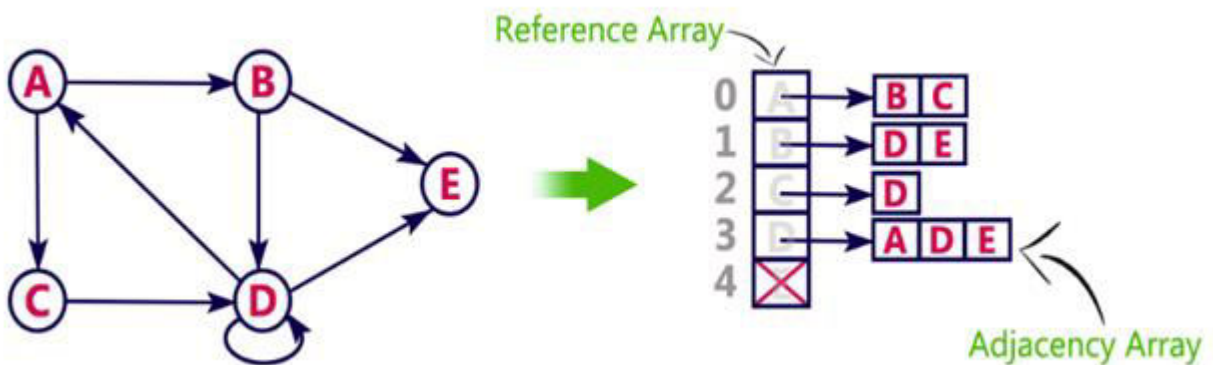 Reference Array
A B
E
C D
0 A B C
1 B D E
2 C D
3 D A D E
4 E
Adjacency Array